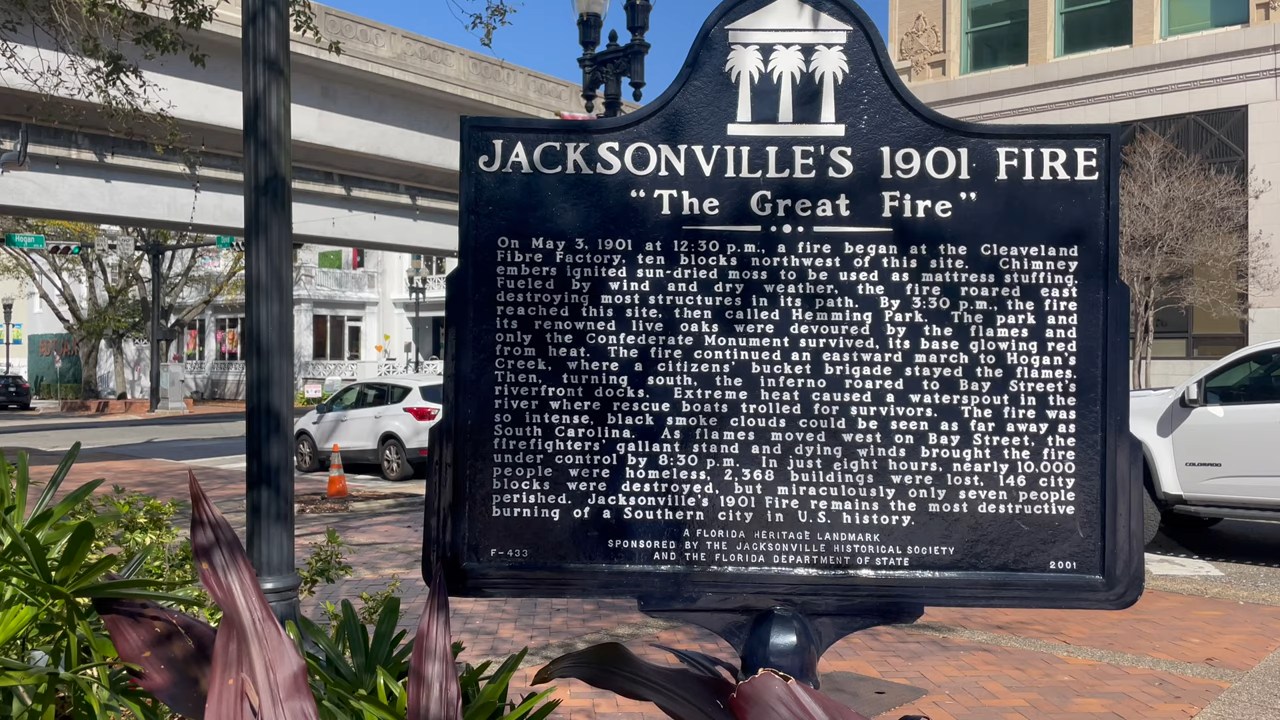 JACKSONVILLE'S 1901 FIRE
"The Great Fire"
On May 3, 1901 at 12:30 p.m., a fire began at the Cleaveland
Fibre Factory, ten blocks northwest of this site. Chimney
embers ignited sun-dried moss to be used as mattress stuffing.
Fueled by wind and dry weather, the fire roared east
destroying most structures in its path. By 3:30 p.m., the fire
reached this site, then called Hemming Park. The park and
its renowned live oaks were devoured by the flames and
only the Confederate Monument survived, its base glowing red
from heat. The fire continued an eastward march to Hogan's
Creek, where a citizens' bucket brigade stayed the flames.
Then, turning south, the inferno roared to Bay Street's
riverfront docks. Extreme heat caused a waterspout in the
river where rescue boats trolled for survivors. The fire was
so intense, black smoke clouds could be seen as far away as
South Carolina. As flames moved west on Bay Street, the
firefighters gallant stand and dying winds brought the fire
under control by 8:30 p.m. In just eight hours, nearly 10,000
people were homeless, 2,368 buildings were lost, 146 city
blocks were destroyed, but miraculously only seven people
perished. Jacksonville's 1901 Fire remains the most destructive
burning of a Southern city in U.S. history.
A FLORIDA HERITAGE LANDMARK
SPONSORED BY THE JACKSONVILLE HISTORICAL SOCIETY
AND THE FLORIDA DEPARTMENT OF STATE
F-433
2001
Hogan
COLORADO